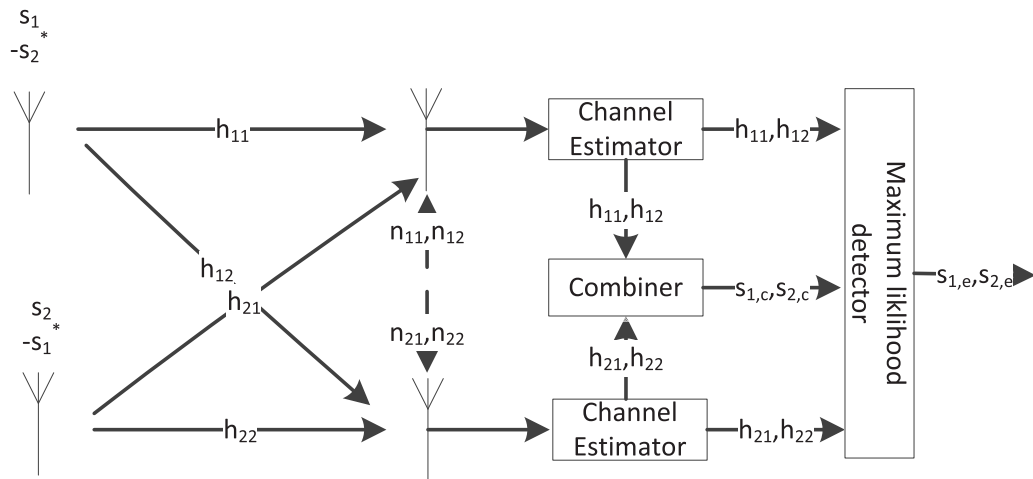 s1
-s2*
h11
h12
h21
s2
-s1*
h22
n11,n12
n21,n22
Channel
Estimator
h11,h12
h11,h12
Combiner
s1,c,s2,c
h21,h22
Channel
Estimator
h21,h22
Maximum liklihood
detector
s1,e,s2,e